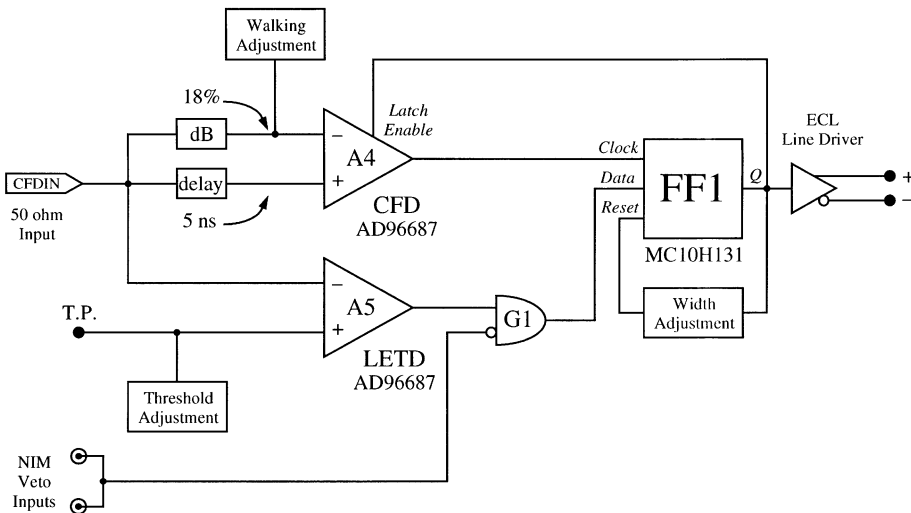 Walking
Adjustment
18%
Latch
Enable
ECL
Line Driver
dB
−
A4
+
Clock
CFDIN
delay
Data
FF1
Q
+
−
50 ohm
Input
5 ns
CFD
AD96687
Reset
MC10H131
−
A5
+
G1
Width
Adjustment
T.P.
LETD
AD96687
Threshold
Adjustment
NIM
Veto
Inputs